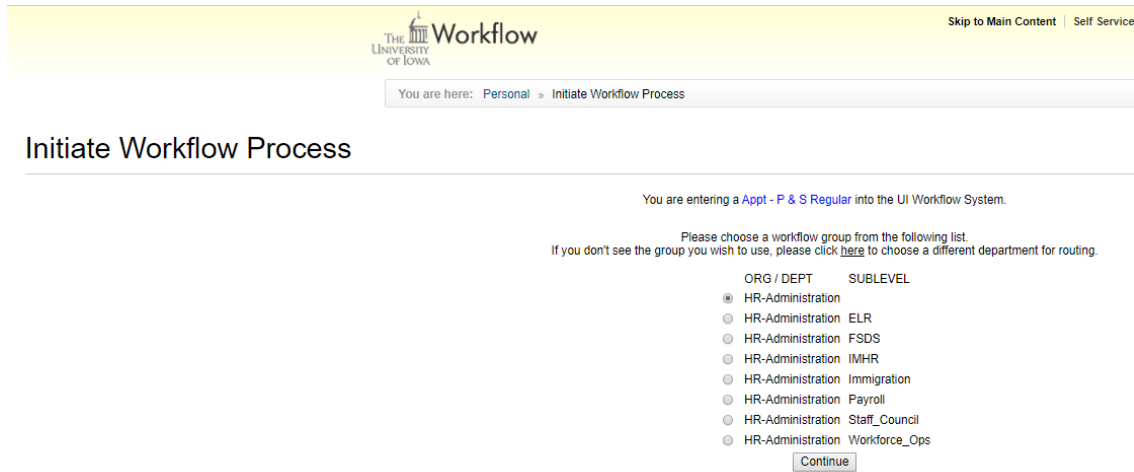 Skip to Main Content | Self Service
THE UNIVERSITY OF IOWA Workflow
You are here: Personal » Initiate Workflow Process
Initiate Workflow Process
You are entering a Appt - P & S Regular into the UI Workflow System.
Please choose a workflow group from the following list.
If you don't see the group you wish to use, please click here to choose a different department for routing.
ORG / DEPT SUBLEVEL
HR-Administration
HR-Administration ELR
HR-Administration FSDS
HR-Administration IMHR
HR-Administration Immigration
HR-Administration Payroll
HR-Administration Staff_Council
HR-Administration Workforce_Ops
Continue